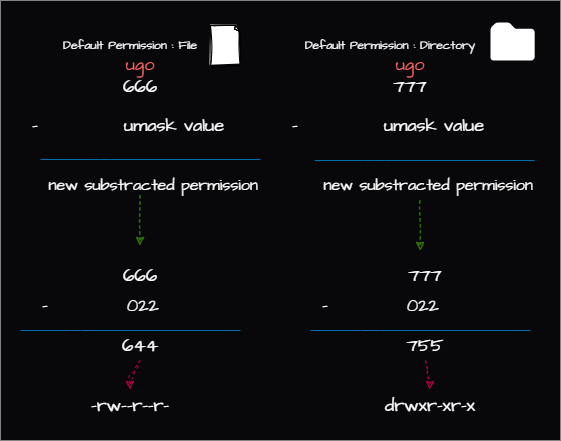 Default Permission : File
ugo
666
- umask value
new substracted permission
666
- 022
644
-rw--r--r-
Default Permission : Directory
ugo
777
- umask value
new substracted permission
777
- 022
755
drwxr-xr-x